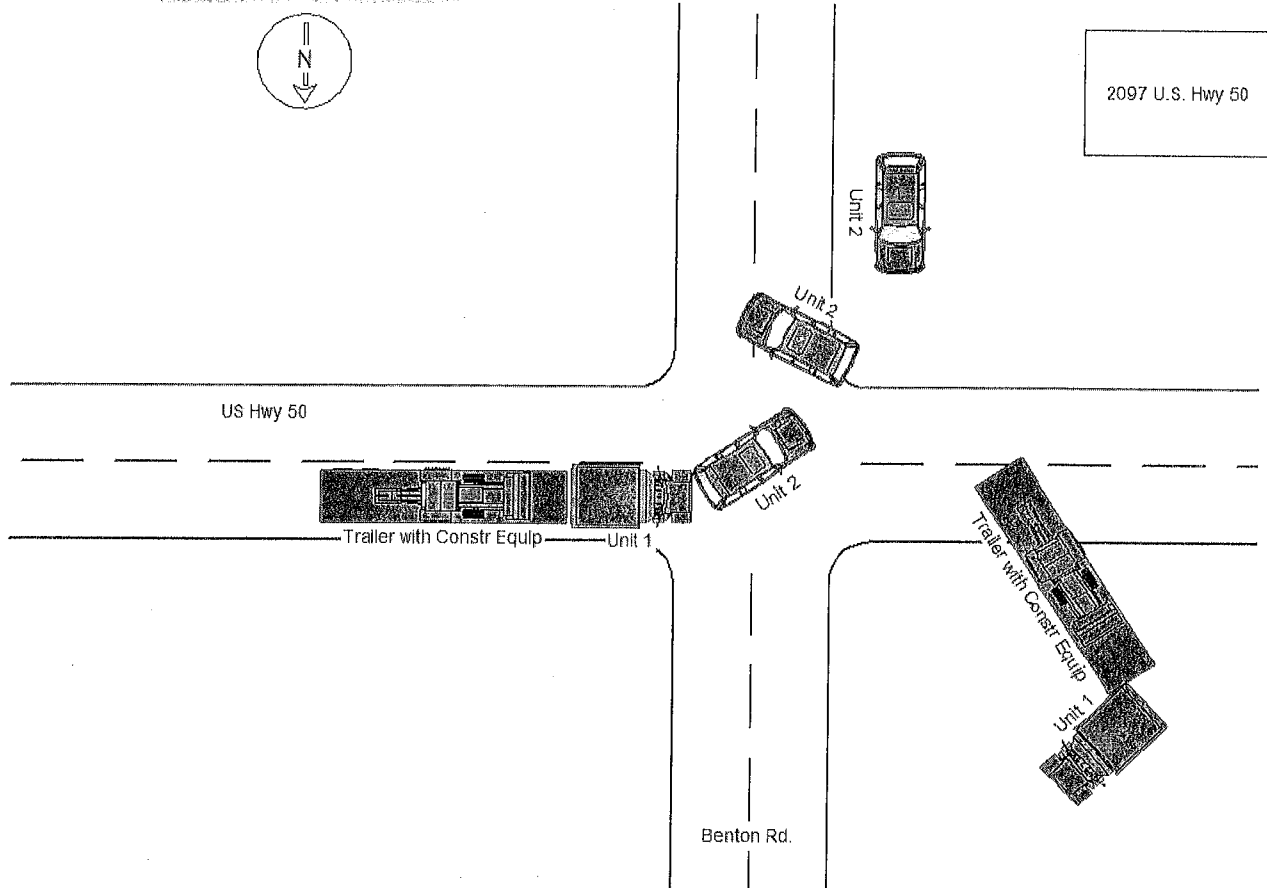 N
2097 U.S. Hwy 50
Unit 2
Unit 2
US Hwy 50
Unit 2
Trailer with Constr Equip
Unit 1
Trailer with Constr Equip
Unit 1
Benton Rd.